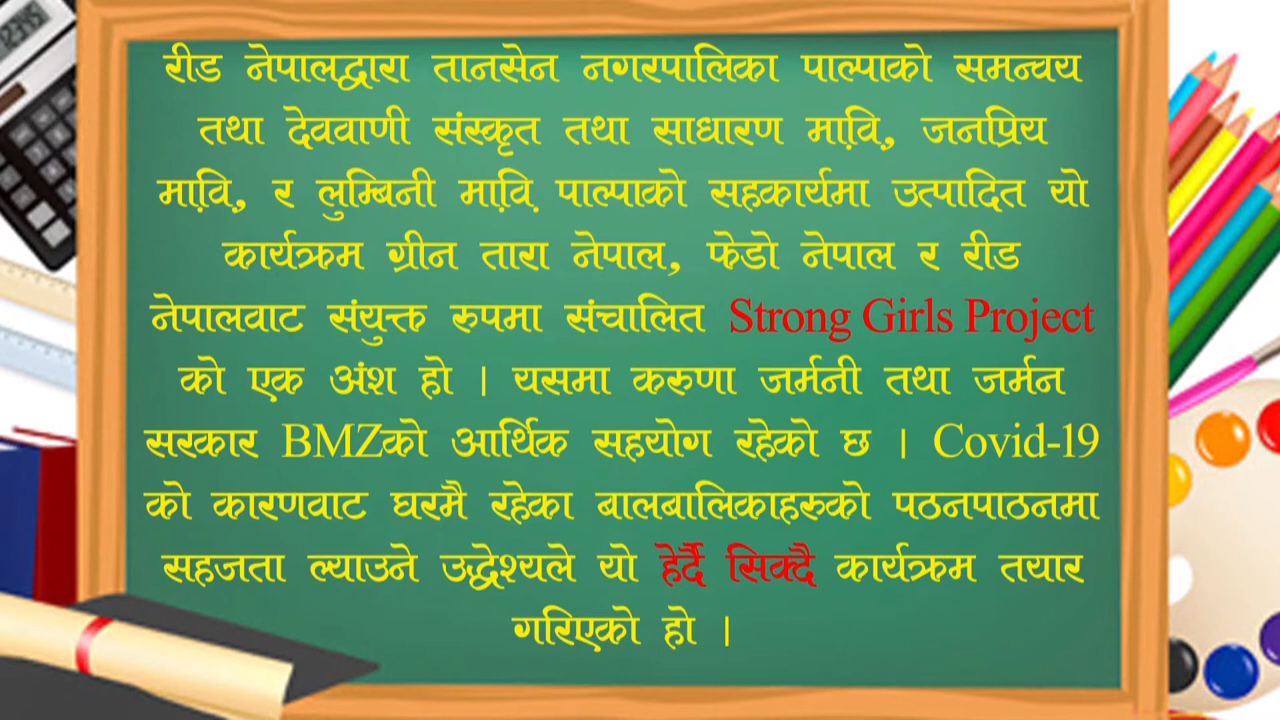 रीड नेपालद्वारा तानसेन नगरपालिका पाल्पाको समन्वय
तथा देववाणी संस्कृत तथा साधारण मा.वि., जनप्रिय
मा.वि., र लुम्बिनी मा.वि. पाल्पाको सहकार्यमा उत्पादित यो
कार्यक्रम ग्रीन तारा नेपाल, फेडो नेपाल र रीड
नेपालवाट संयुक्त रुपमा संचालित Strong Girls Project
को एक अंश हो । यसमा करुणा जर्मनी तथा जर्मन
सरकार BMZको आर्थिक सहयोग रहेको छ । Covid-19
को कारणवाट घरमै रहेका बालबालिकाहरुको पठनपाठनमा
सहजता ल्याउने उद्धेश्यले यो हेर्दै सिक्दै कार्यक्रम तयार
गरिएको हो ।